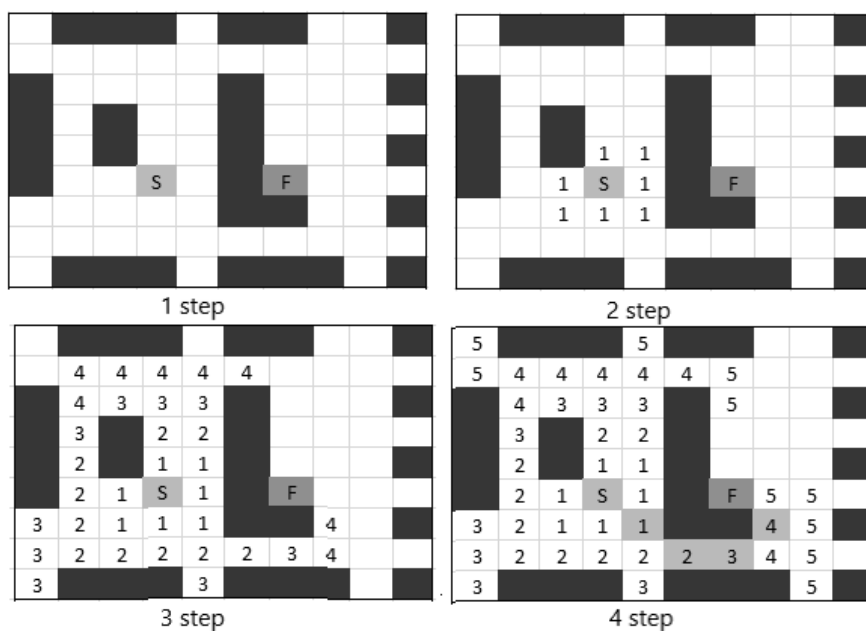 S F
1 step
1 1
1 S 1 F
1 1 1
2 step
4 4 4 4 4
4 3 3 3
3 2 2
2 1 1
2 1 S 1 F
3 2 1 1 1 4
3 2 2 2 2 2 3 4
3 3
3 step
5 5
5 4 4 4 4 4 5
4 3 3 3 5
3 2 2
2 1 1
2 1 S 1 F 5 5
3 2 1 1 1 4 5
3 2 2 2 2 2 3 4 5
3 3 5
4 step